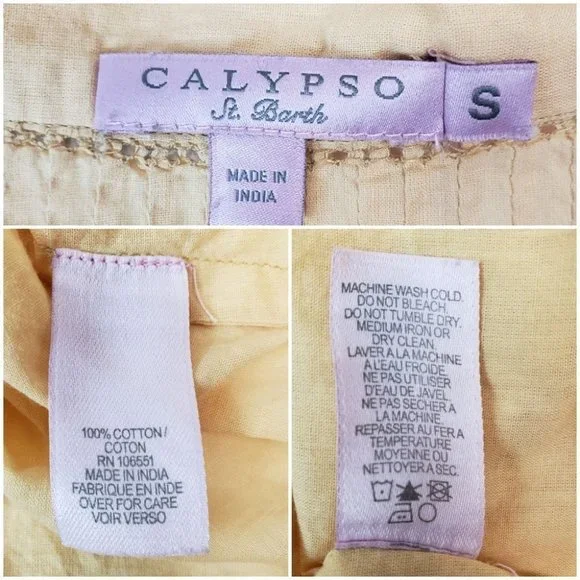 CALYPSO
St. Barth
S
MADE IN
INDIA
100% COTTON/
COTON
RN 106551
MADE IN INDIA
FABRIQUE EN INDE
OVER FOR CARE
VOIR VERSO
MACHINE WASH COLD.
DO NOT BLEACH.
DO NOT TUMBLE DRY.
MEDIUM IRON OR
DRY CLEAN.
LAVER A LA MACHINE
A L'EAU FROIDE.
NE PAS UTILISER
D'EAU DE JAVEL.
NE PAS SECHER A
LA MACHINE.
REPASSER AU FER A
TEMPERATURE
MOYENNE OU
NETTOYER A SEC.